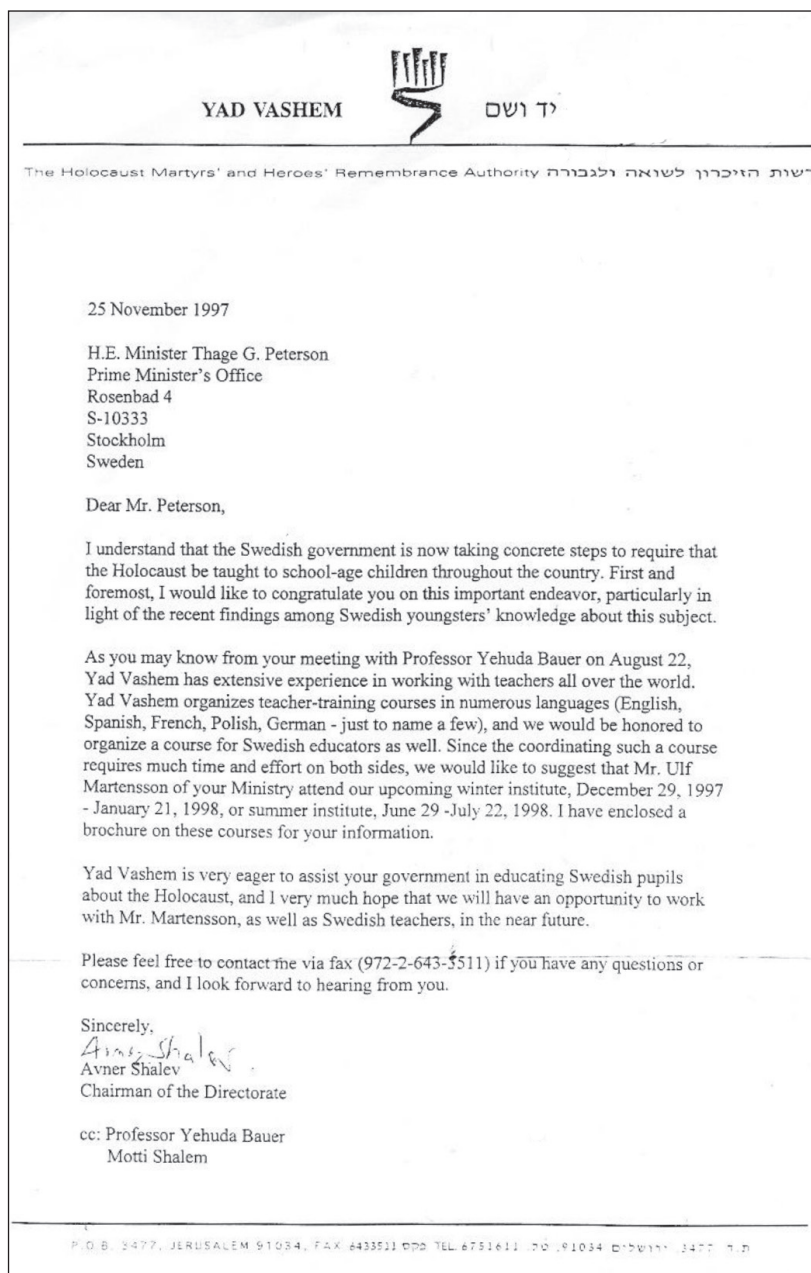 YAD VASHEM יד ושם
The Holocaust Martyrs' and Heroes' Remembrance Authority רשות הזיכרון לשואה ולגבורה
25 November 1997
H.E. Minister Thage G. Peterson
Prime Minister's Office
Rosenbad 4
S-10333
Stockholm
Sweden
Dear Mr. Peterson,
I understand that the Swedish government is now taking concrete steps to require that
the Holocaust be taught to school-age children throughout the country. First and
foremost, I would like to congratulate you on this important endeavor, particularly in
light of the recent findings among Swedish youngsters' knowledge about this subject.
As you may know from your meeting with Professor Yehuda Bauer on August 22,
Yad Vashem has extensive experience in working with teachers all over the world.
Yad Vashem organizes teacher-training courses in numerous languages (English,
Spanish, French, Polish, German - just to name a few), and we would be honored to
organize a course for Swedish educators as well. Since the coordinating such a course
requires much time and effort on both sides, we would like to suggest that Mr. Ulf
Martensson of your Ministry attend our upcoming winter institute, December 29, 1997
- January 21, 1998, or summer institute, June 29 -July 22, 1998. I have enclosed a
brochure on these courses for your information.
Yad Vashem is very eager to assist your government in educating Swedish pupils
about the Holocaust, and I very much hope that we will have an opportunity to work
with Mr. Martensson, as well as Swedish teachers, in the near future.
Please feel free to contact me via fax (972-2-643-3511) if you have any questions or
concerns, and I look forward to hearing from you.
Sincerely,
Avner Shalev
Avner Shalev
Chairman of the Directorate
cc: Professor Yehuda Bauer
Motti Shalem
P.O.B. 3477, JERUSALEM 91034, FAX 6433511 פקס TEL. 6751611 .ת.ד. 3477, ירושלים 91034, טל